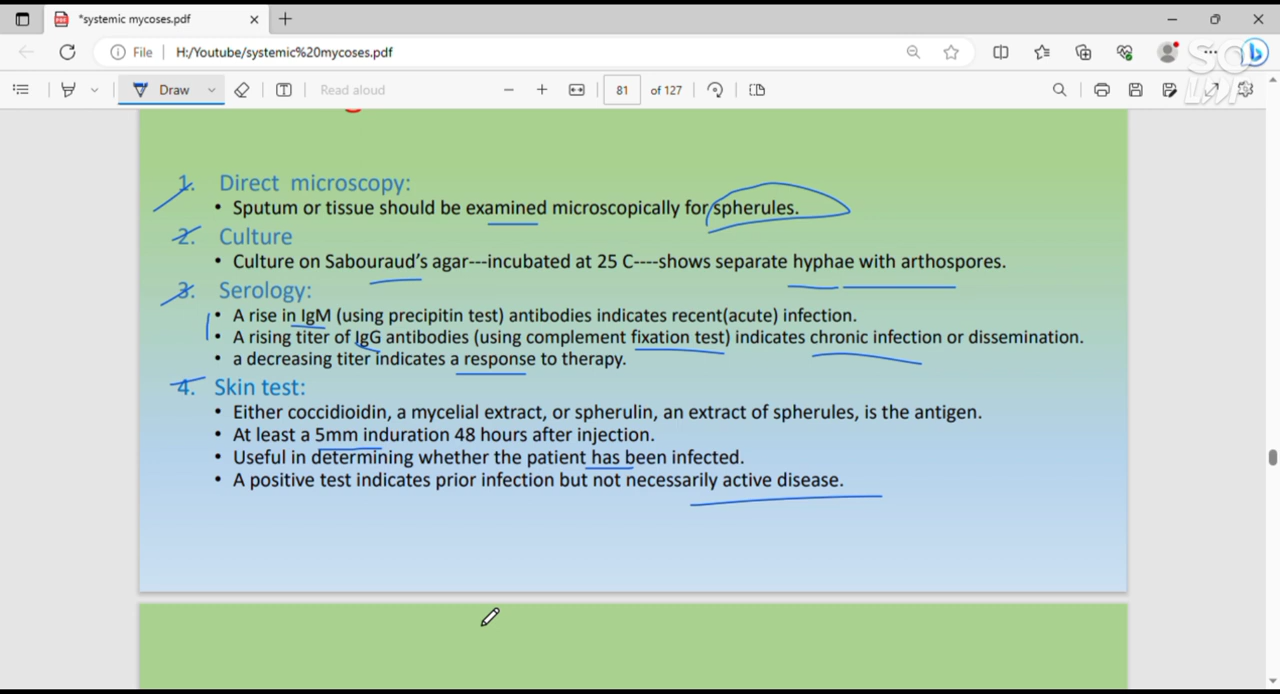 *systemic mycoses.pdf
File | H:/Youtube/systemic%20mycoses.pdf
Draw
Read aloud
81 of 127
1. Direct microscopy:
• Sputum or tissue should be examined microscopically for spherules.
2. Culture
• Culture on Sabouraud's agar---incubated at 25 C----shows separate hyphae with arthospores.
3. Serology:
• A rise in IgM (using precipitin test) antibodies indicates recent(acute) infection.
• A rising titer of IgG antibodies (using complement fixation test) indicates chronic infection or dissemination.
• a decreasing titer indicates a response to therapy.
4. Skin test:
• Either coccidioidin, a mycelial extract, or spherulin, an extract of spherules, is the antigen.
• At least a 5mm induration 48 hours after injection.
• Useful in determining whether the patient has been infected.
• A positive test indicates prior infection but not necessarily active disease.